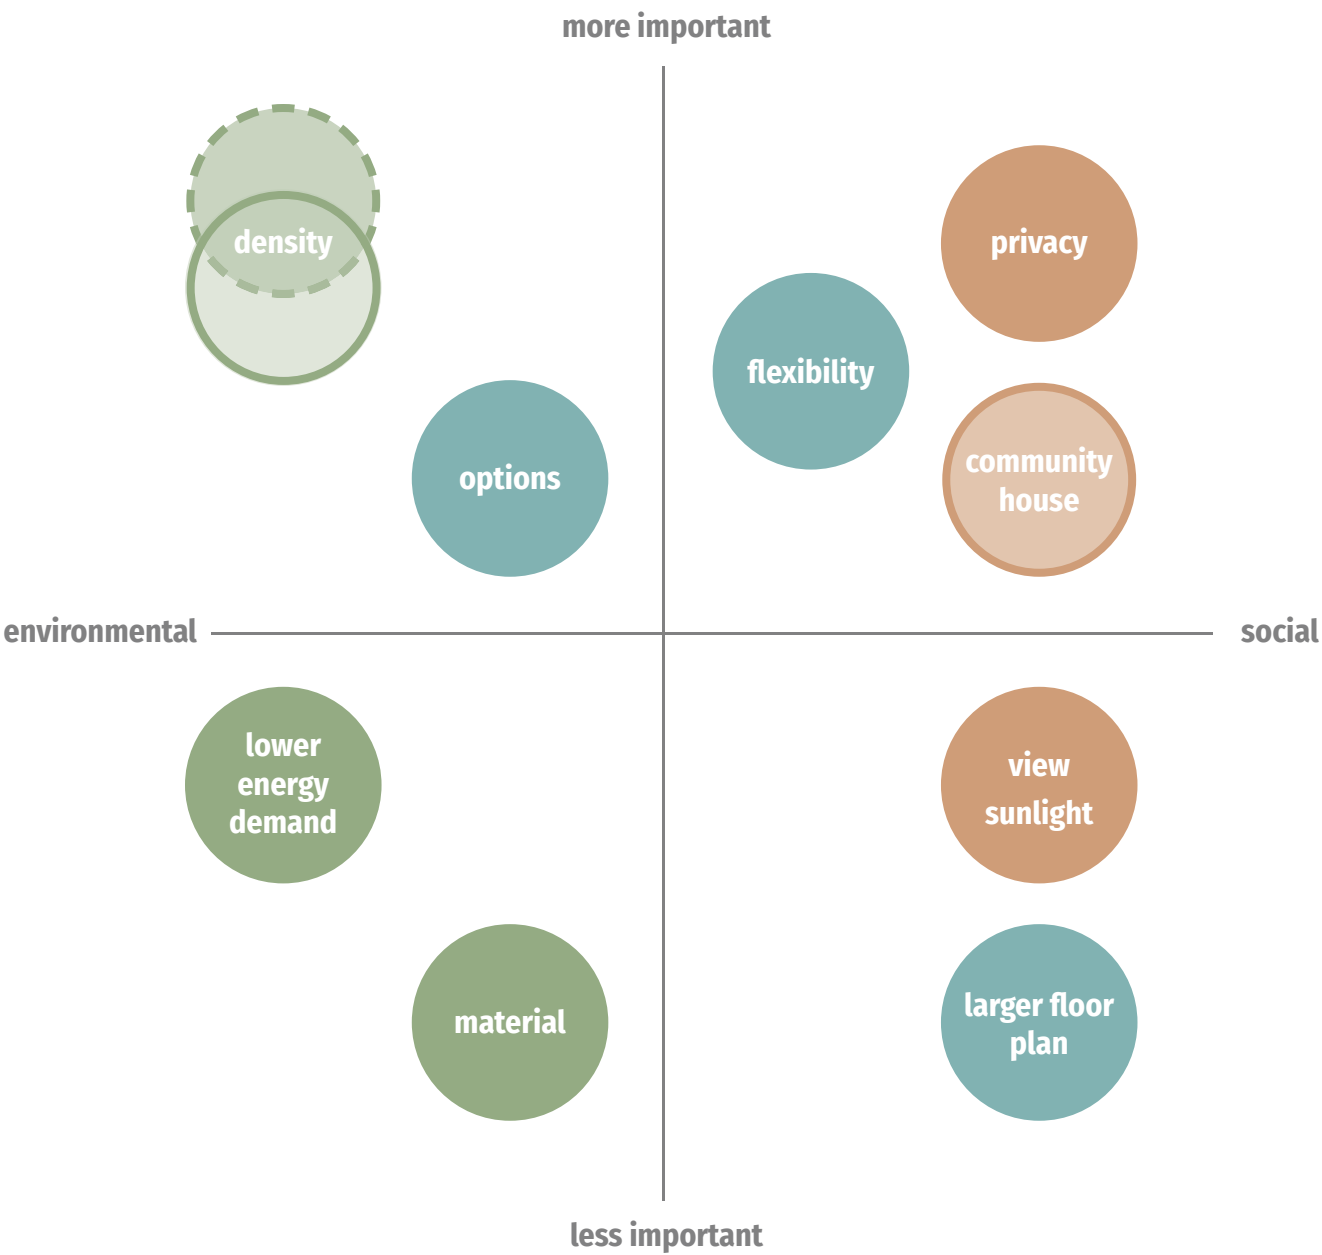 more important
density
privacy
flexibility
options
community
house
environmental
social
lower
energy
demand
view
sunlight
material
larger floor
plan
less important